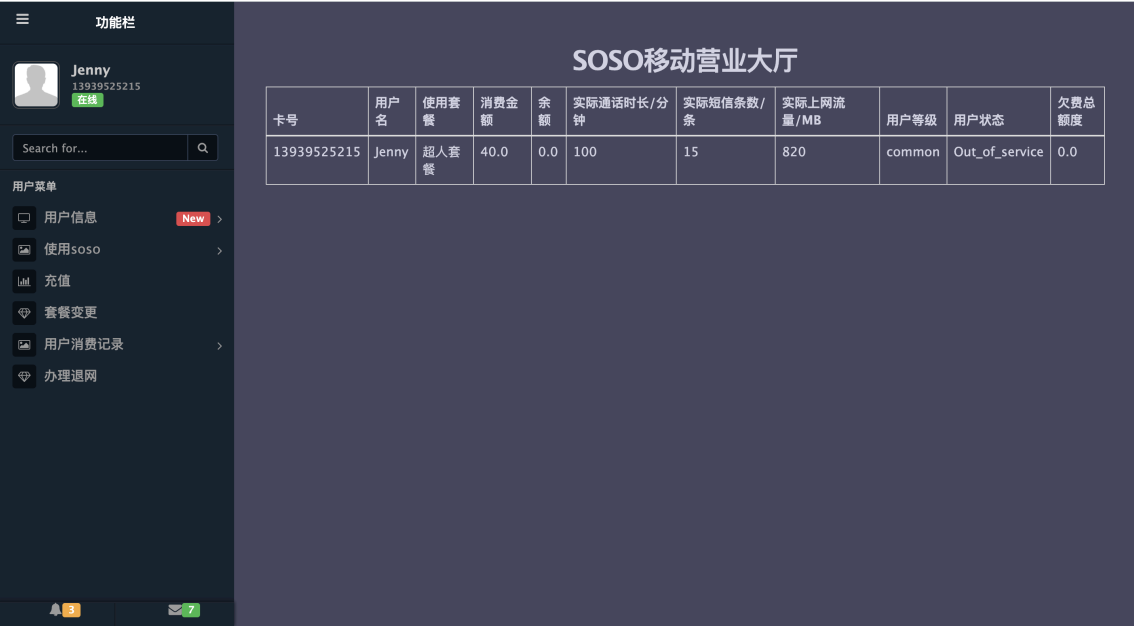 功能栏
Jenny
13939525215
在线
Search for...
用户菜单
用户信息 New
使用soso
充值
套餐变更
用户消费记录
办理退网
3 7
SOSO移动营业大厅
卡号 用户名 使用套餐 消费金额 余额 实际通话时长/分钟 实际短信条数/条 实际上网流量/MB 用户等级 用户状态 欠费总额度
13939525215 Jenny 超人套餐 40.0 0.0 100 15 820 common Out_of_service 0.0